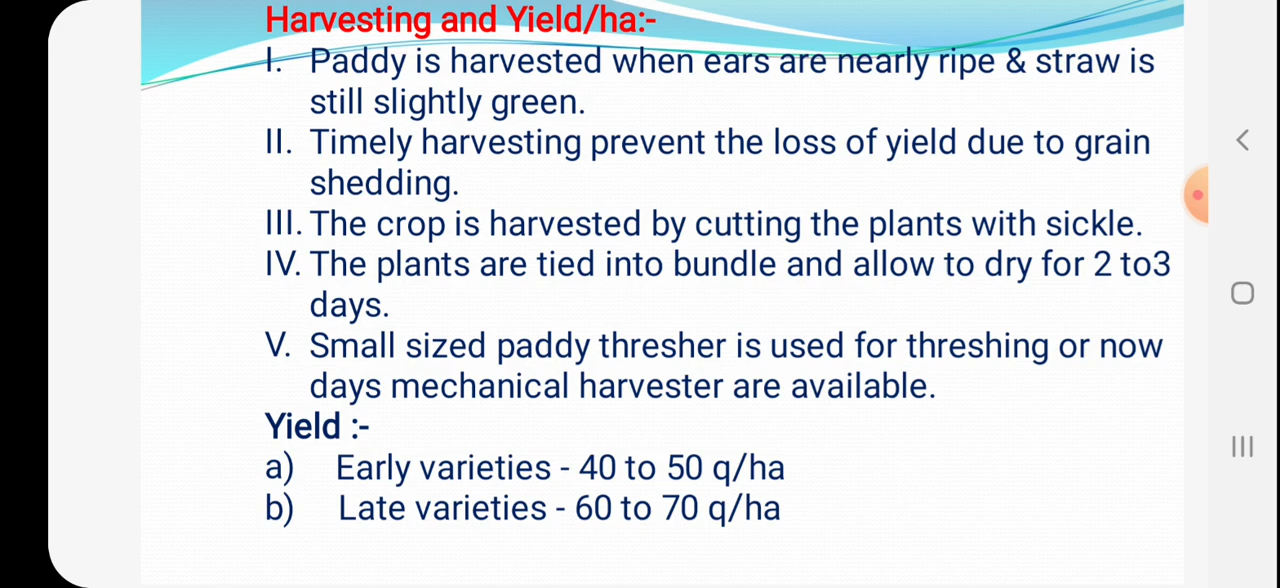 Harvesting and Yield/ha:-
I. Paddy is harvested when ears are nearly ripe & straw is
still slightly green.
II. Timely harvesting prevent the loss of yield due to grain
shedding.
III. The crop is harvested by cutting the plants with sickle.
IV. The plants are tied into bundle and allow to dry for 2 to3
days.
V. Small sized paddy thresher is used for threshing or now
days mechanical harvester are available.
Yield :-
a) Early varieties - 40 to 50 q/ha
b) Late varieties - 60 to 70 q/ha